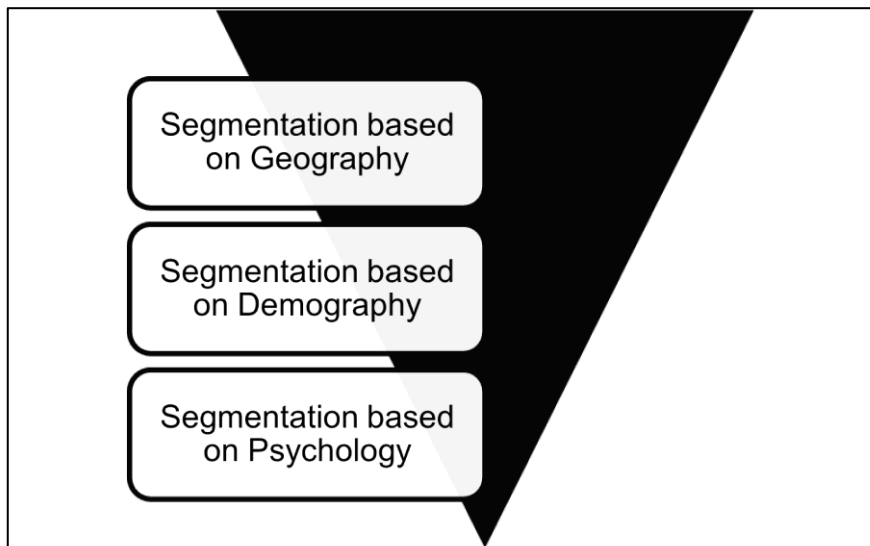 Segmentation based
on Geography
Segmentation based
on Demography
Segmentation based
on Psychology